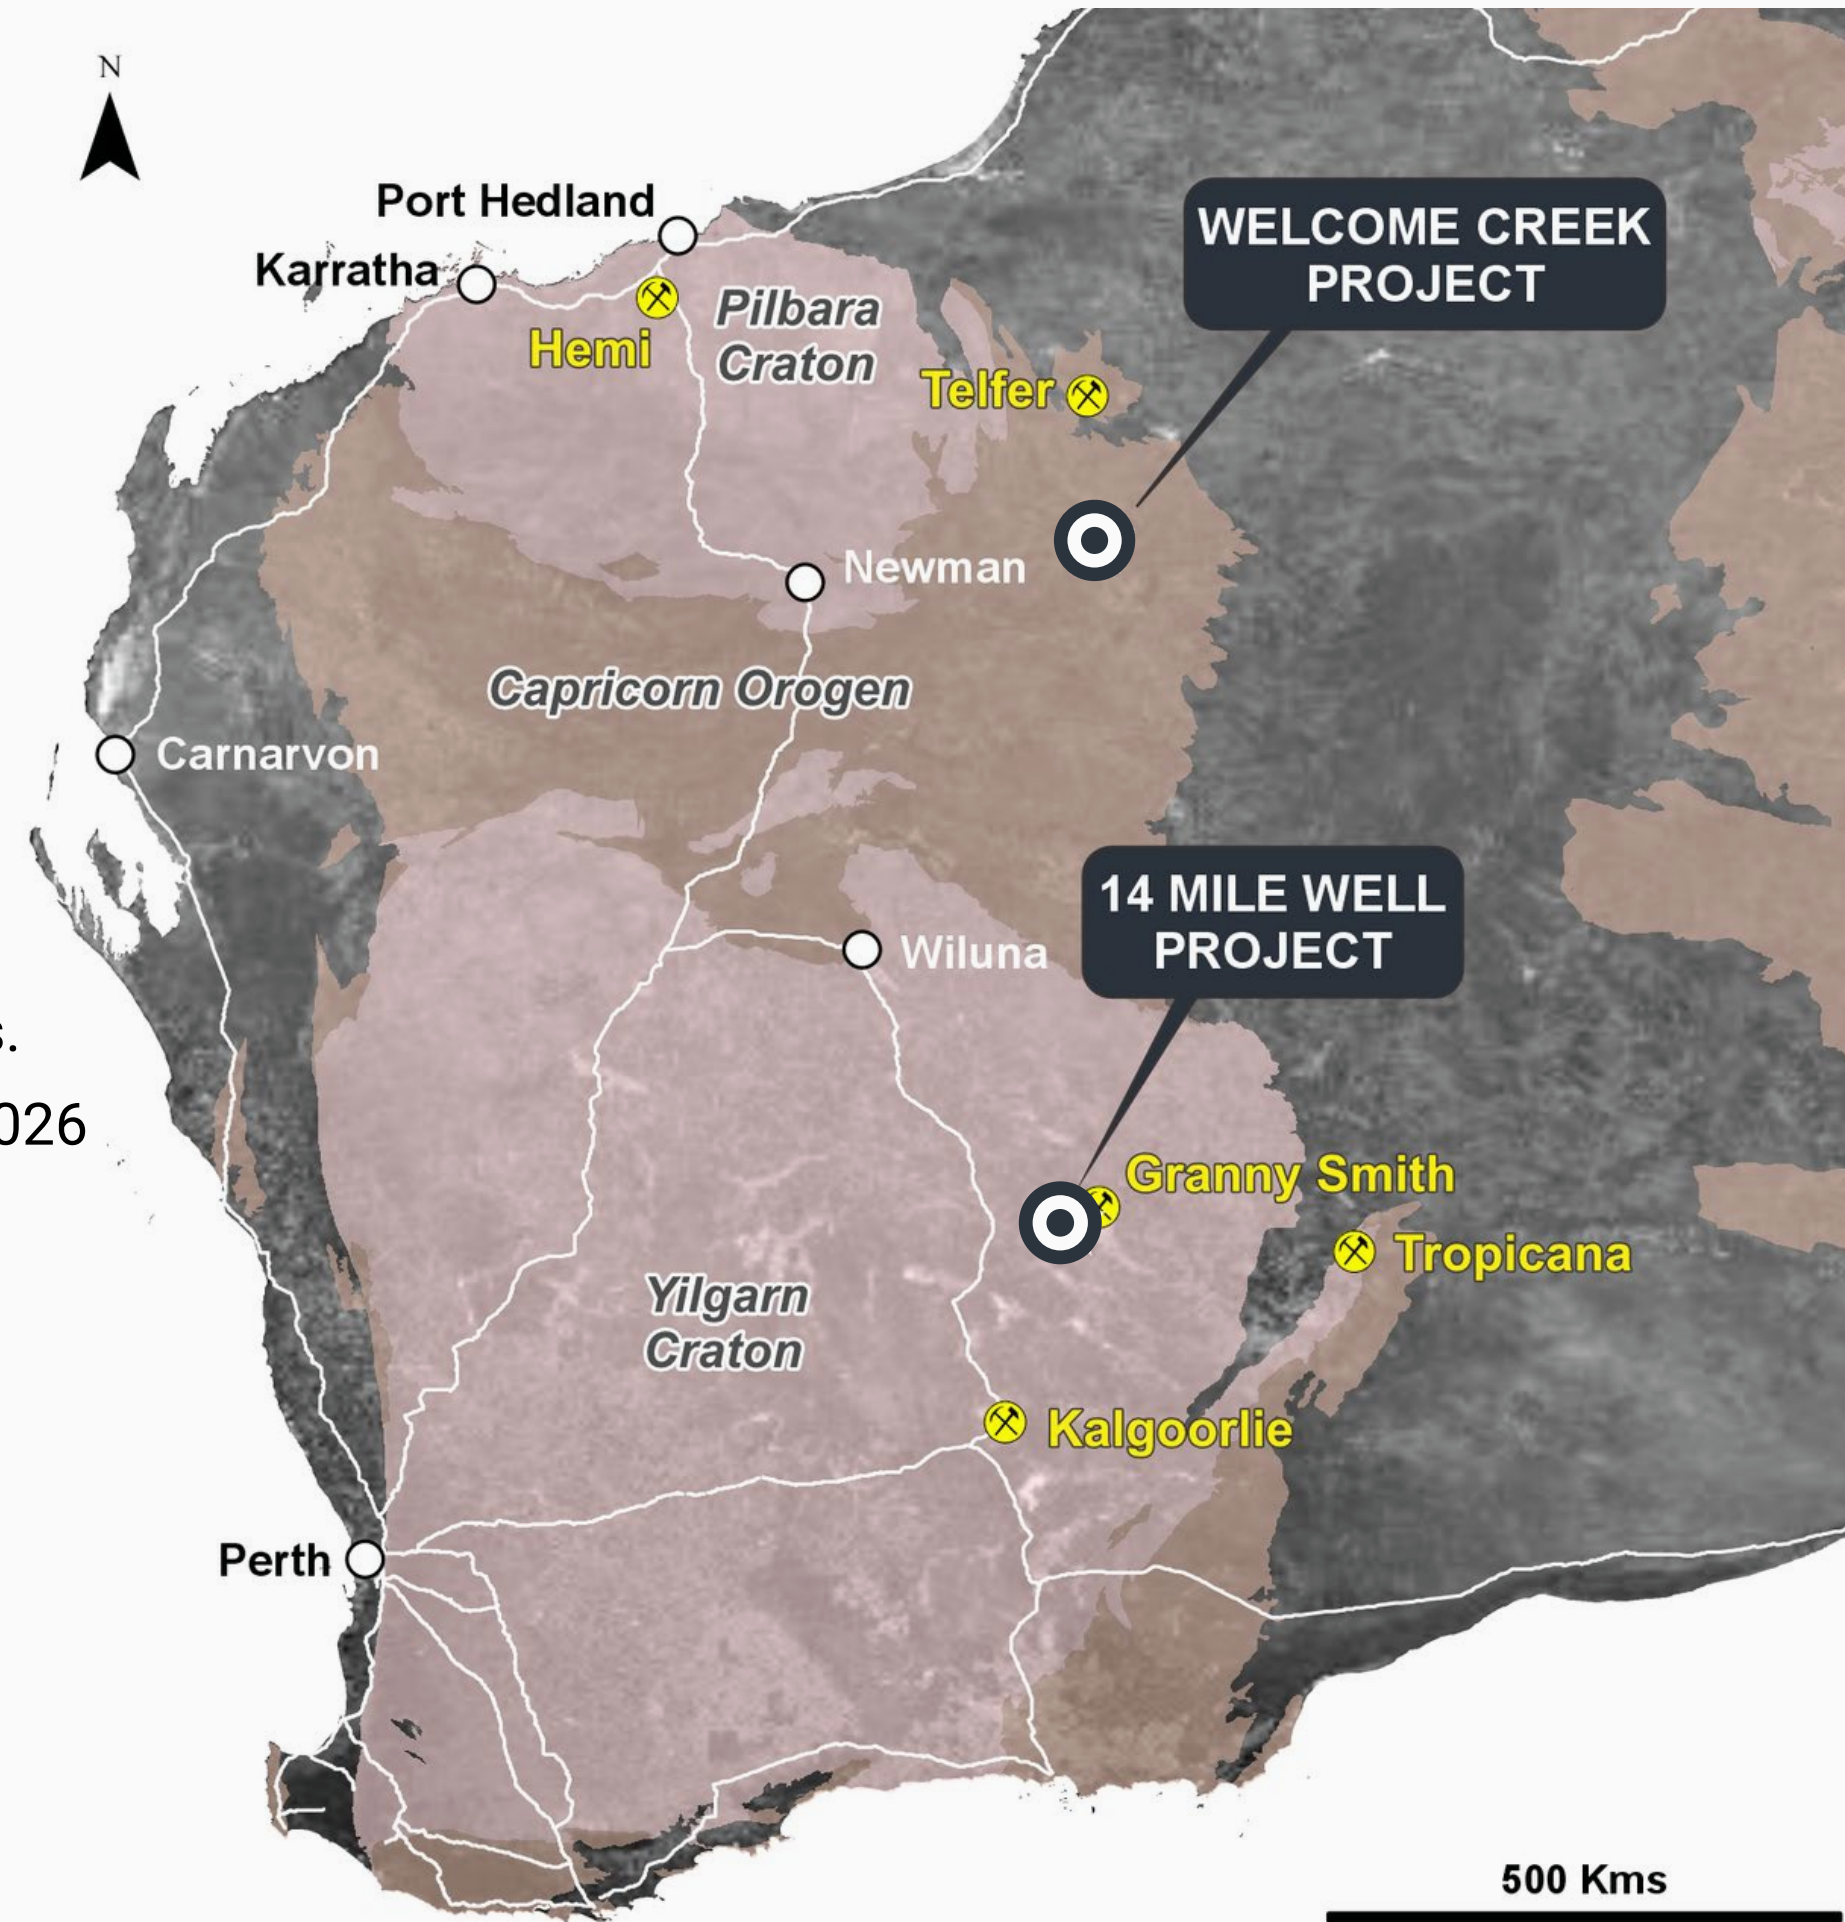 N
Port Hedland
Karratha
Hemi
Pilbara
Craton
Telfer
WELCOME CREEK
PROJECT
Newman
Capricorn Orogen
Carnarvon
14 MILE WELL
PROJECT
Wiluna
s.
026
Granny Smith
Tropicana
Yilgarn
Craton
Kalgoorlie
Perth
500 Kms